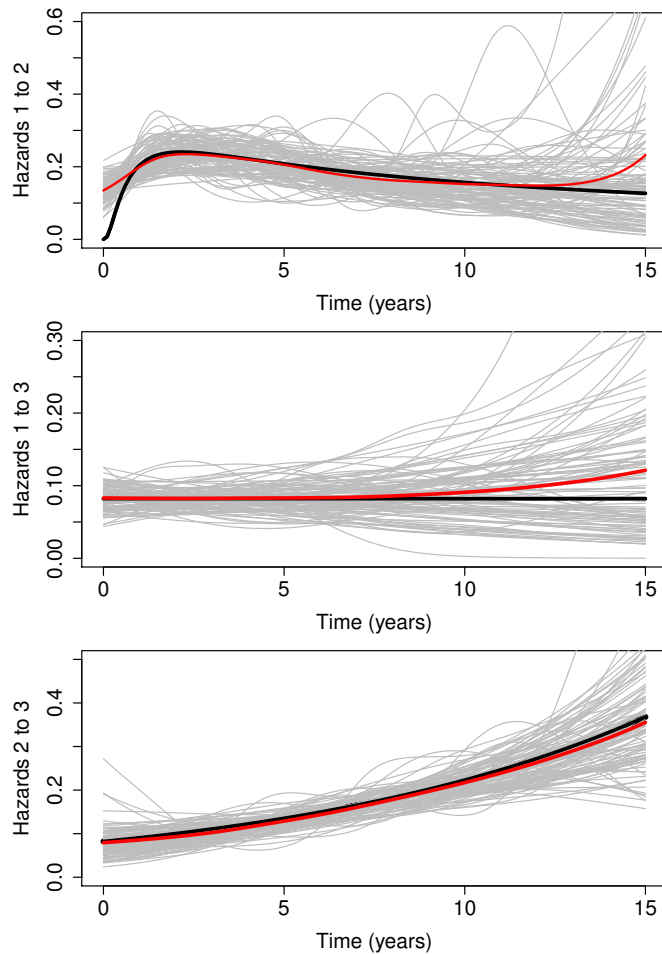 Hazards 1 to 2
0.0 0.2 0.4 0.6
0 5 10 15
Time (years)
Hazards 1 to 3
0.00 0.10 0.20 0.30
0 5 10 15
Time (years)
Hazards 2 to 3
0.0 0.2 0.4
0 5 10 15
Time (years)